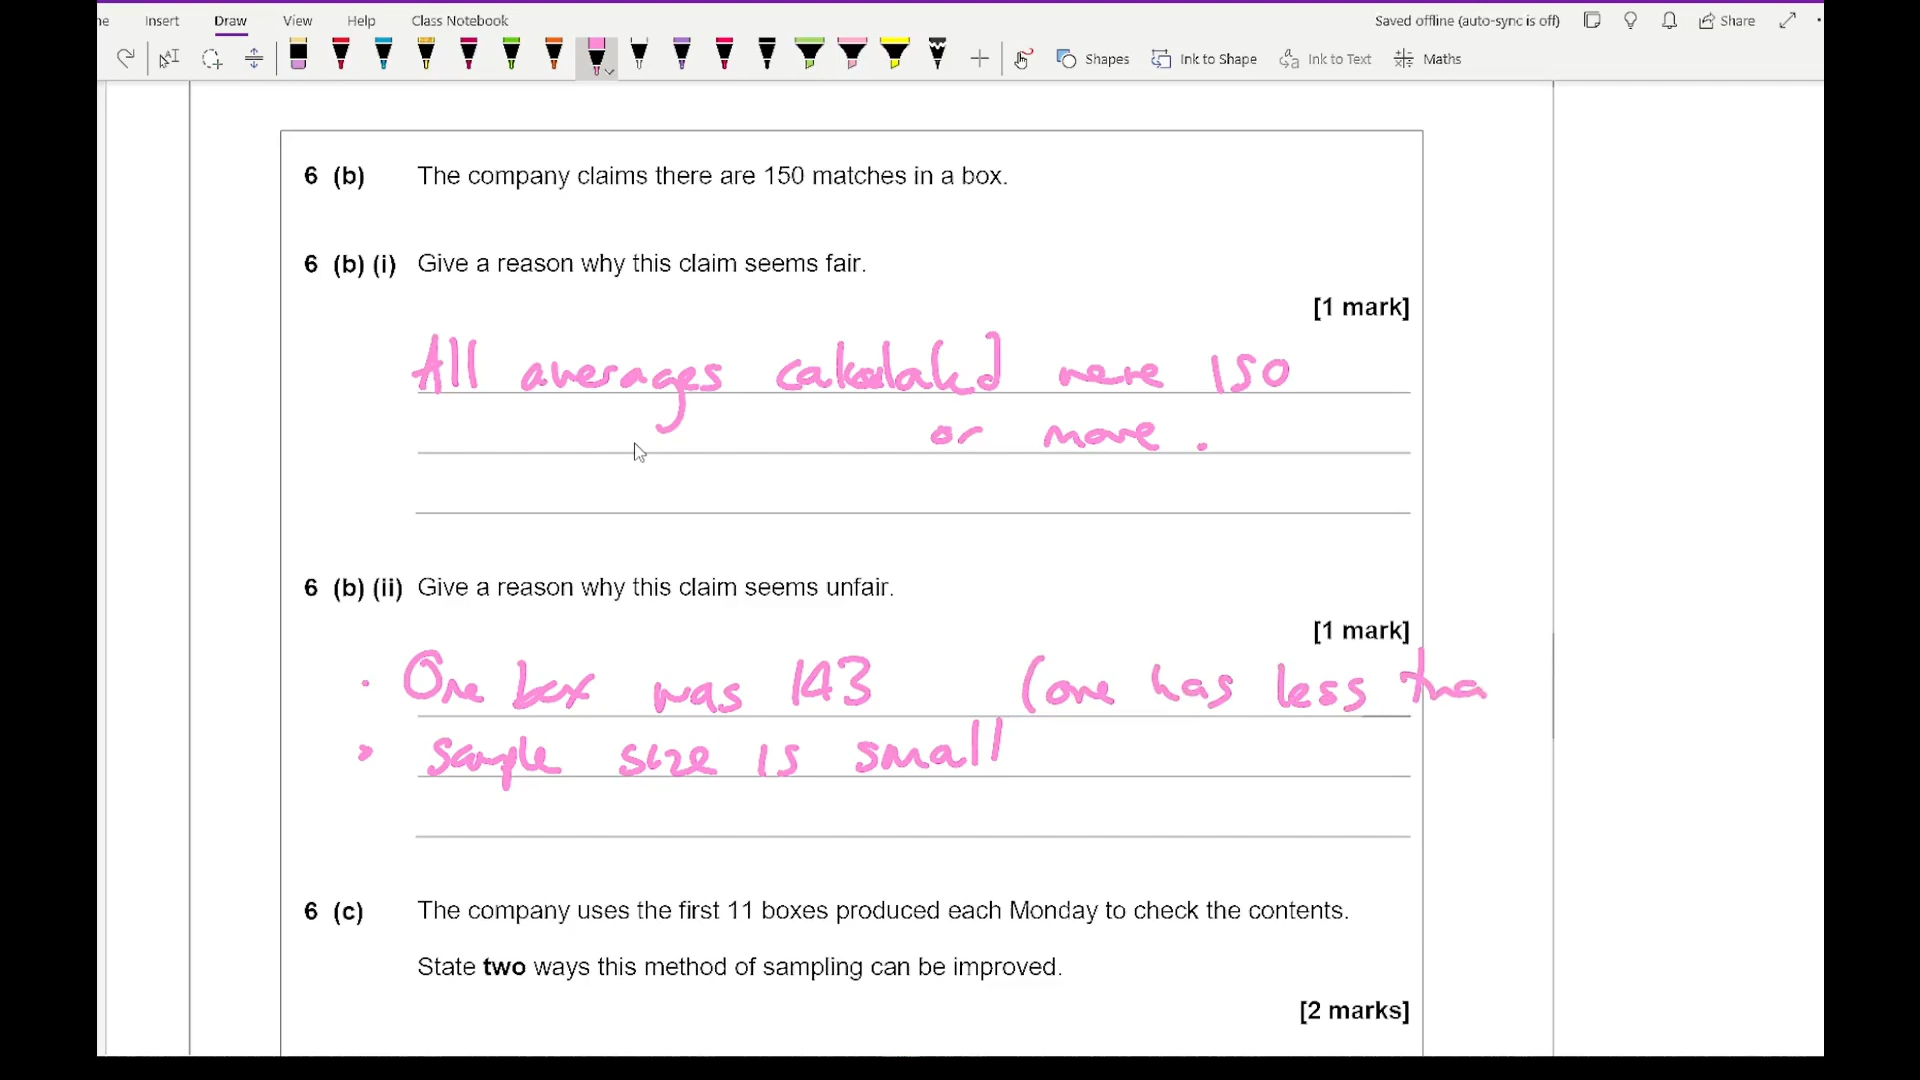 Insert Draw View Help Class Notebook Saved offline (auto-sync is off) Share
Shapes Ink to Shape Ink to Text Maths
6 (b) The company claims there are 150 matches in a box.
6 (b) (i) Give a reason why this claim seems fair.
[1 mark]
All averages calculated were 150
or more.
6 (b) (ii) Give a reason why this claim seems unfair.
[1 mark]
· One box was 143 (one has less tha
· sample size is small
6 (c) The company uses the first 11 boxes produced each Monday to check the contents.
State two ways this method of sampling can be improved.
[2 marks]